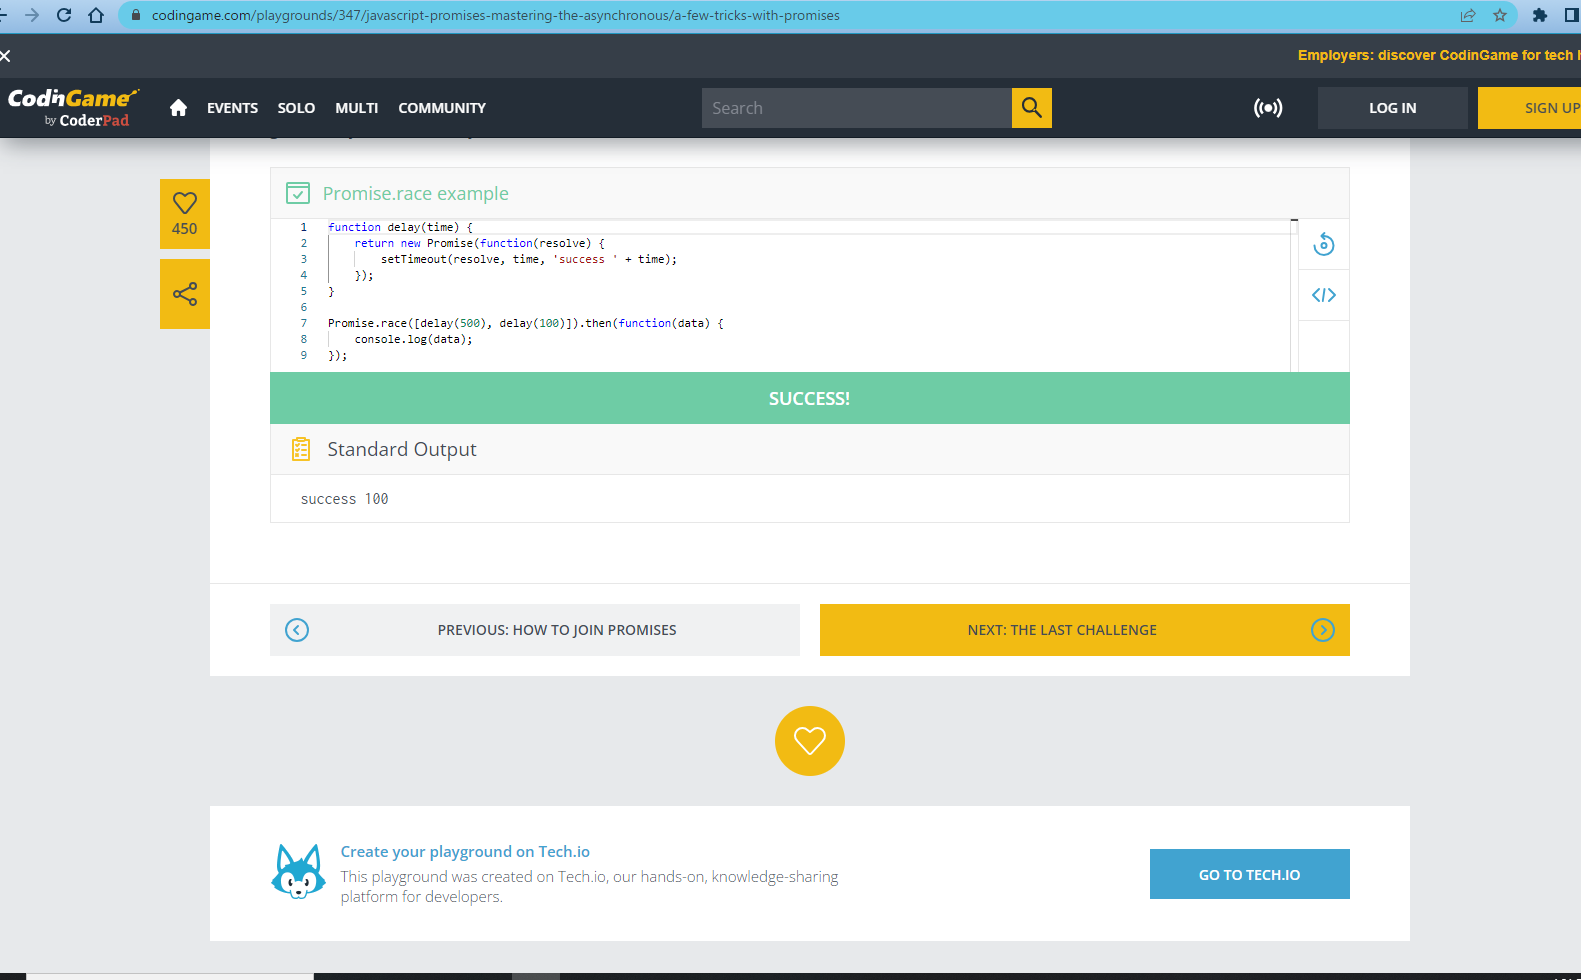 codingame.com/playgrounds/347/javascript-promises-mastering-the-asynchronous/a-few-tricks-with-promises
Employers: discover CodinGame for tech
CodinGame
by CoderPad
EVENTS SOLO MULTI COMMUNITY
Search
LOG IN
SIGN UP
450
Promise.race example
1 function delay(time) {
2 return new Promise(function(resolve) {
3 setTimeout(resolve, time, 'success ' + time);
4 });
5 }
6
7 Promise.race([delay(500), delay(100)]).then(function(data) {
8 console.log(data);
9 });
SUCCESS!
Standard Output
success 100
PREVIOUS: HOW TO JOIN PROMISES
NEXT: THE LAST CHALLENGE
Create your playground on Tech.io
This playground was created on Tech.io, our hands-on, knowledge-sharing
platform for developers.
GO TO TECH.IO